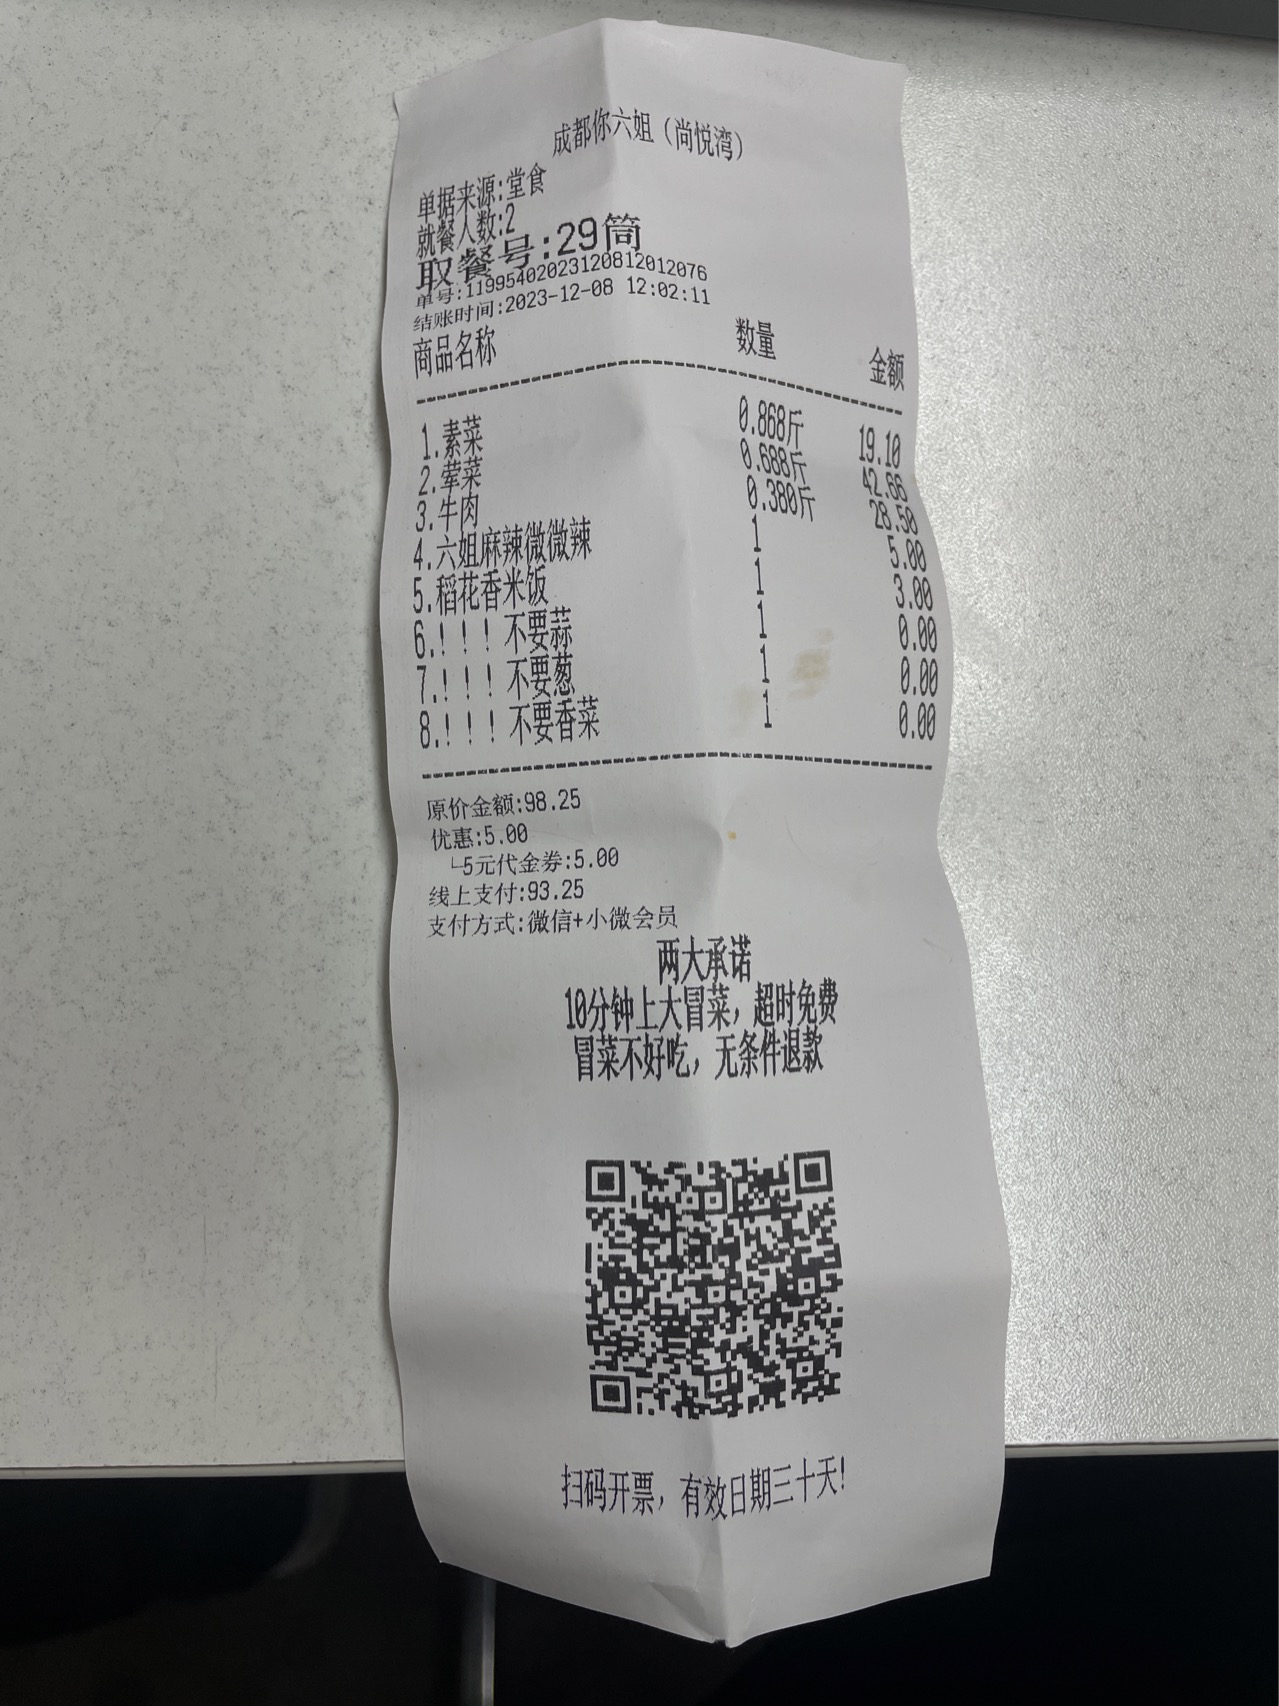 成都你六姐（尚悦湾）
单据来源:堂食
就餐人数:2
取餐号:29筒
单号:11995402023120812012076
结账时间:2023-12-08 12:02:11
商品名称 数量 金额
1.素菜 0.868斤 19.10
2.荤菜 0.688斤 42.66
3.牛肉 0.380斤 28.50
4.六姐麻辣微微辣 1 5.00
5.稻花香米饭 1 3.00
6.！！！不要蒜 1 0.00
7.！！！不要葱 1 0.00
8.！！！不要香菜 1 0.00
原价金额:98.25
优惠:5.00
└5元代金券:5.00
线上支付:93.25
支付方式:微信+小微会员
两大承诺
10分钟上大冒菜，超时免费
冒菜不好吃，无条件退款
扫码开票，有效日期三十天!